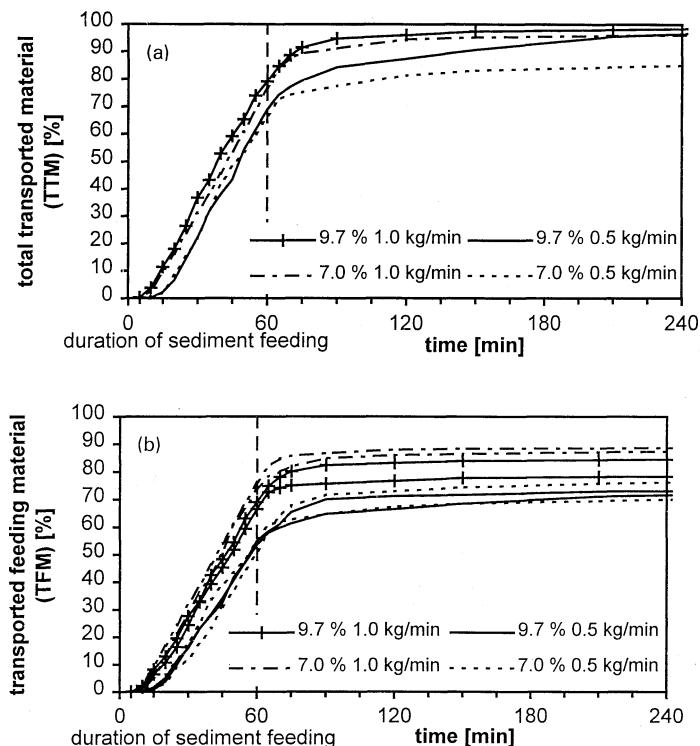 total transported material
(TTM) [%]
100
90
80
70
60
50
40
30
20
10
0
(a)
9.7 % 1.0 kg/min
9.7 % 0.5 kg/min
7.0 % 1.0 kg/min
7.0 % 0.5 kg/min
0
60
120
180
240
duration of sediment feeding
time [min]
transported feeding material
(TFM) [%]
100
90
80
70
60
50
40
30
20
10
0
(b)
9.7 % 1.0 kg/min
9.7 % 0.5 kg/min
7.0 % 1.0 kg/min
7.0 % 0.5 kg/min
0
60
120
180
240
duration of sediment feeding
time [min]